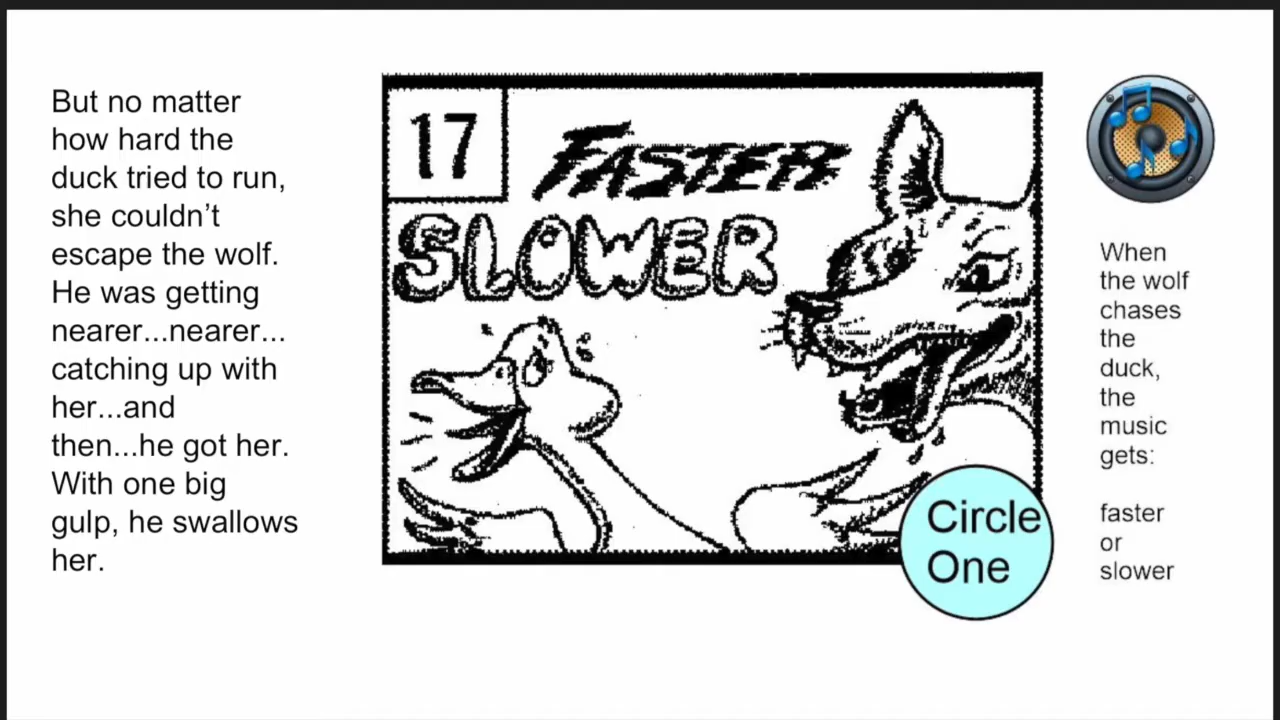 But no matter
how hard the
duck tried to run,
she couldn’t
escape the wolf.
He was getting
nearer...nearer...
catching up with
her...and
then...he got her.
With one big
gulp, he swallows
her.
17
FASTER
SLOWER
Circle
One
When
the wolf
chases
the
duck,
the
music
gets:
faster
or
slower